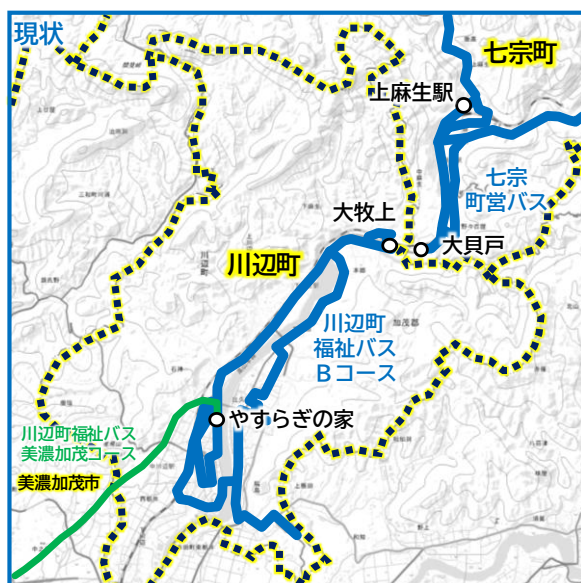 現状
七宗町
上麻生駅
七宗
町営バス
大牧上
大貝戸
川辺町
川辺町
福祉バス
Bコース
やすらぎの家
川辺町福祉バス
美濃加茂コース
美濃加茂市